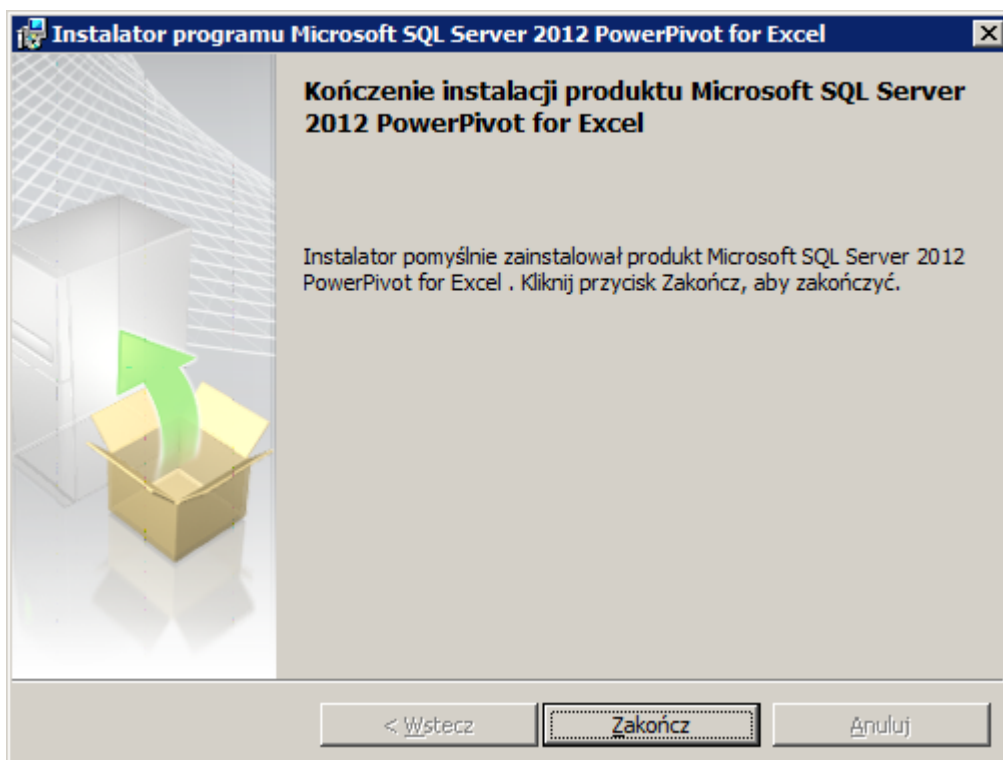 Instalator programu Microsoft SQL Server 2012 PowerPivot for Excel
Kończenie instalacji produktu Microsoft SQL Server
2012 PowerPivot for Excel
Instalator pomyślnie zainstalował produkt Microsoft SQL Server 2012
PowerPivot for Excel . Kliknij przycisk Zakończ, aby zakończyć.
< Wstecz Zakończ Anuluj